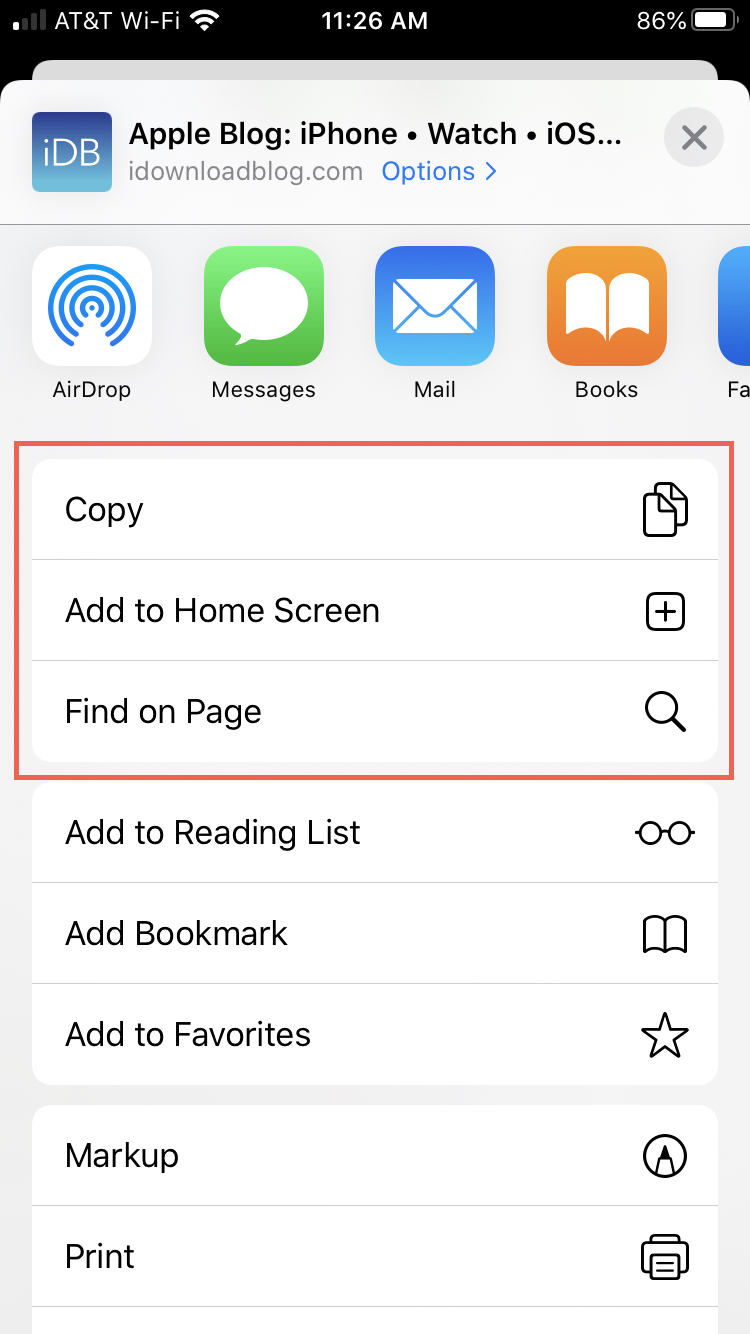 AT&T Wi-Fi 11:26 AM 86%
iDB
Apple Blog: iPhone • Watch • iOS...
idownloadblog.com Options >
AirDrop Messages Mail Books Fa
Copy
Add to Home Screen
Find on Page
Add to Reading List
Add Bookmark
Add to Favorites
Markup
Print